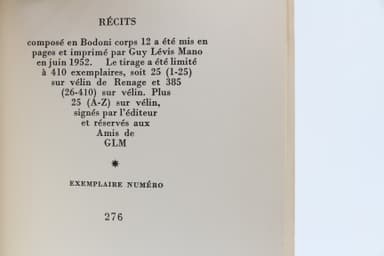 RÉCITS
composé en Bodoni corps 12 a été mis en
pages et imprimé par Guy Lévis Mano
en juin 1952. Le tirage a été limité
à 410 exemplaires, soit 25 (1-25)
sur vélin de Renage et 385
(26-410) sur vélin. Plus
25 (A-Z) sur vélin,
signés par l'éditeur
et réservés aux
Amis de
GLM
*
EXEMPLAIRE NUMÉRO
276